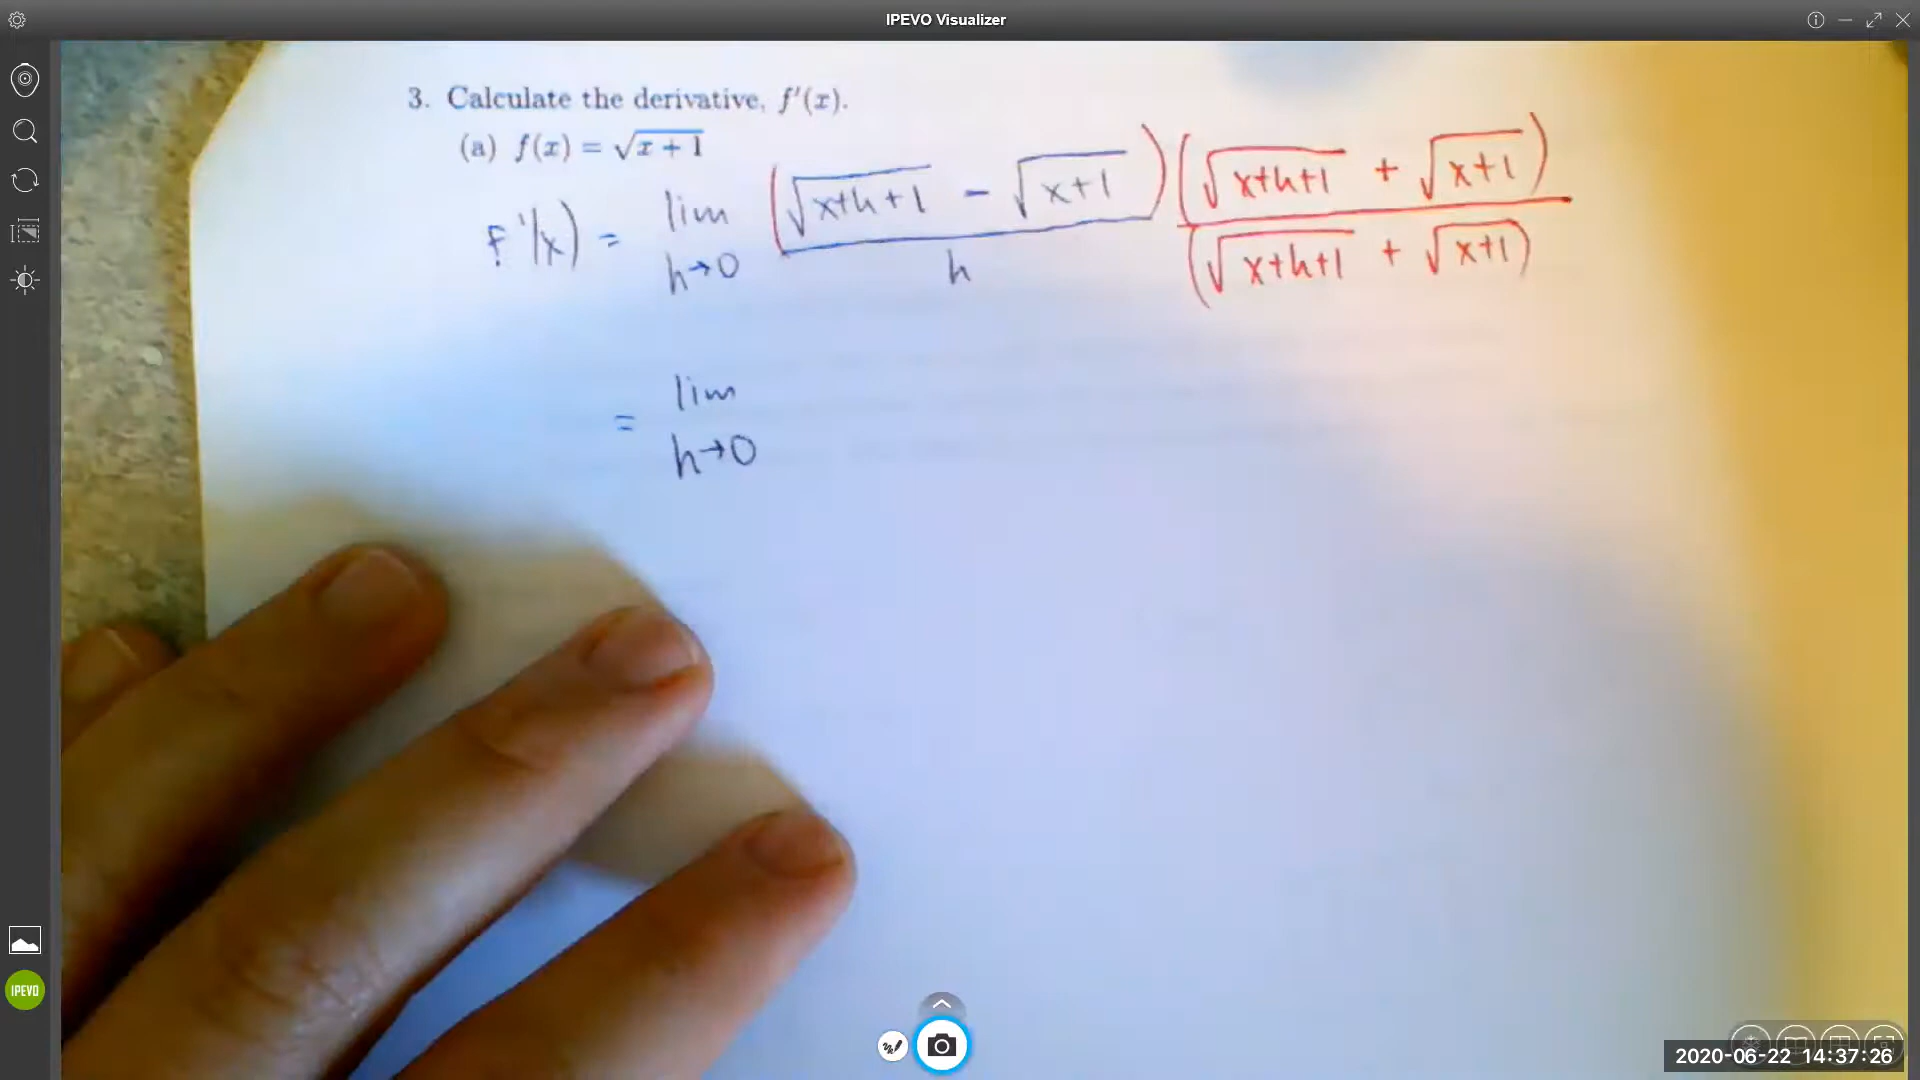 IPEVO Visualizer
3. Calculate the derivative, f'(x).
(a) f(x) = √(x + 1)
f'(x) = lim h→0 (√(x+h+1) - √(x+1)) / h (√(x+h+1) + √(x+1)) / (√(x+h+1) + √(x+1))
= lim h→0
IPEVO
2020-06-22 14:37:26